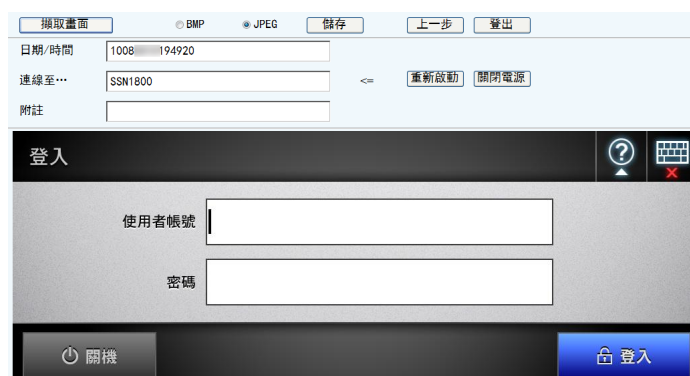 擷取畫面 BMP JPEG 儲存 上一步 登出
日期/時間 1008 194920
連線至… SSN1800 <= 重新啟動 關閉電源
附註
登入 ?
使用者帳號
密碼
關機 登入